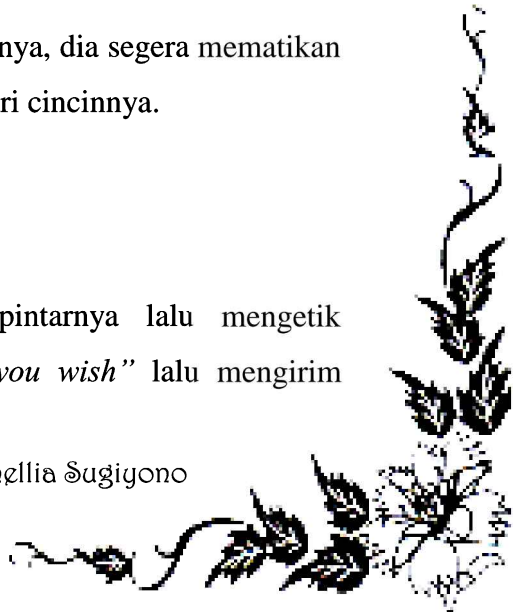 nya, dia segera mematikan
ri cincinnya.
pintarnya lalu mengetik
you wish” lalu mengirim
ellia Sugiyono